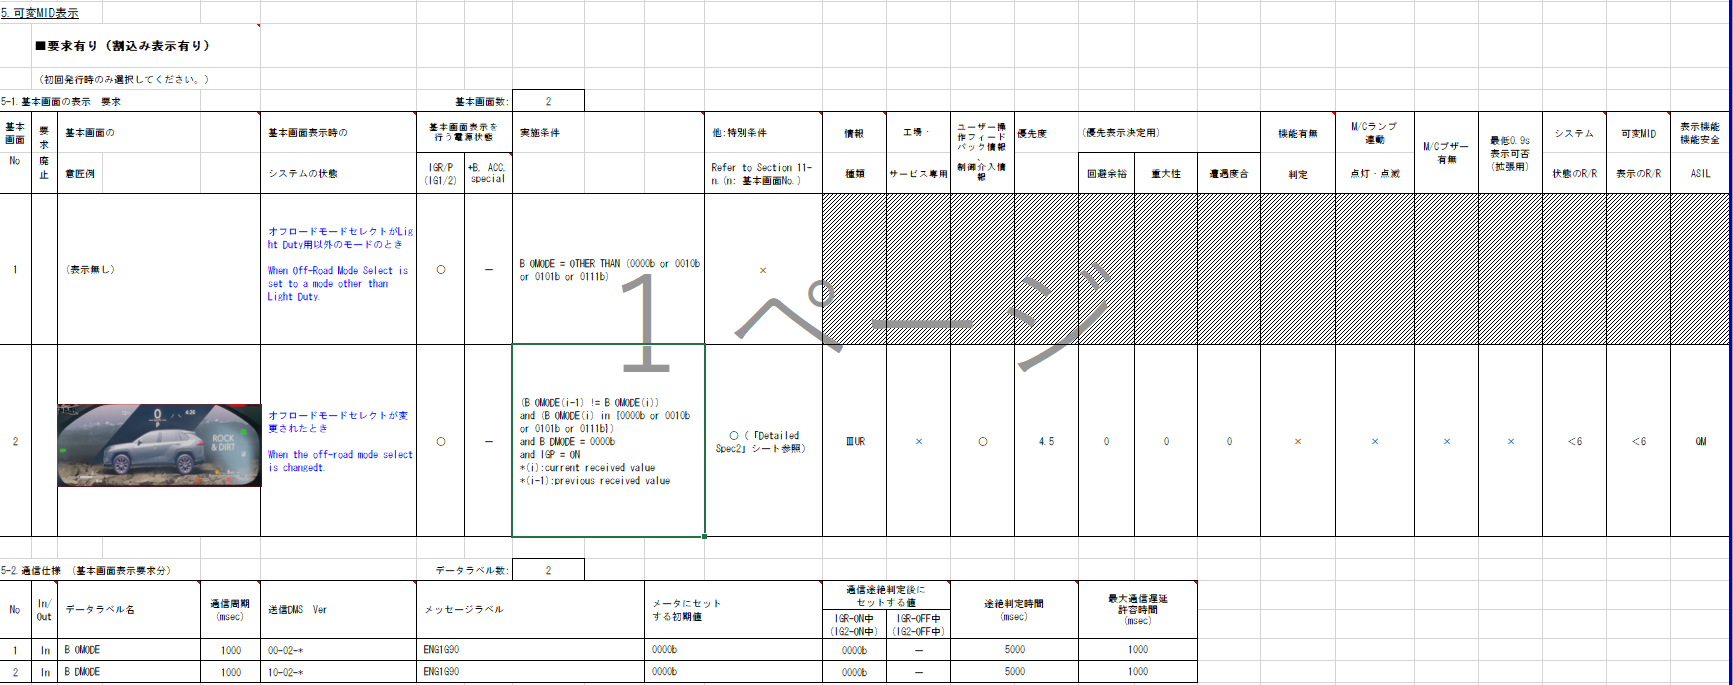 5. 可変MID表示
■要求有り（割込み表示有り）
（初回発行時のみ選択してください。）
5-1. 基本画面の表示　要求
基本画面数:
2
基本
画面
No
要
求
廃
止
基本画面の
意匠例
基本画面表示時の
システムの状態
基本画面表示を
行う電源状態
IGR/P
(IG1/2)
+B, ACC,
special
実施条件
他:特別条件
Refer to Section 11-
n.(n: 基本画面No.)
情報
種類
工場・
サービス専用
ユーザー操
作フィード
バック情報
、
制御介入情
報
優先度
(優先表示決定用)
回避余裕
重大性
遭遇度合
機能有無
判定
M/Cランプ
連動
点灯・点滅
M/Cブザー
有無
最低0.9s
表示可否
(拡張用)
システム
状態のR/R
可変MID
表示のR/R
表示機能
機能安全
ASIL
1
(表示無し)
オフロードモードセレクトがLig
ht Duty用以外のモードのとき
When Off-Road Mode Select is
set to a mode other than
Light Duty.
○
－
B OMODE = OTHER THAN (0000b or 0010b
or 0101b or 0111b)
×
1 ページ
2
0
ROCK
& DIRT
オフロードモードセレクトが変
更されたとき
When the off-road mode select
is changedt.
○
－
(B OMODE(i-1) != B OMODE(i))
and (B OMODE(i) in {0000b or 0010b
or 0101b or 0111b})
and B DMODE = 0000b
and IGP = ON
*(i):current received value
*(i-1):previous received value
○（「Detailed
Spec2」シート参照）
ⅢUR
×
○
4.5
0
0
0
×
×
×
×
＜6
＜6
QM
5-2. 通信仕様　（基本画面表示要求分）
データラベル数:
2
No
In/
Out
データラベル名
通信周期
(msec)
送信DMS　Ver
メッセージラベル
メータにセット
する初期値
通信途絶判定後に
セットする値
IGR-ON中
(IG2-ON中)
IGR-OFF中
(IG2-OFF中)
途絶判定時間
(msec)
最大通信遅延
許容時間
(msec)
1 In B OMODE 1000 00-02-* ENG1G90 0000b 0000b － 5000 1000
2 In B DMODE 1000 10-02-* ENG1G90 0000b 0000b － 5000 1000